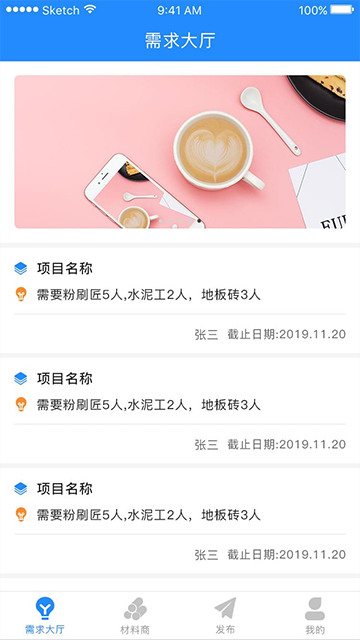 Sketch 9:41 AM 100%
需求大厅
FU
项目名称
需要粉刷匠5人,水泥工2人，地板砖3人
张三 截止日期:2019.11.20
项目名称
需要粉刷匠5人,水泥工2人，地板砖3人
张三 截止日期:2019.11.20
项目名称
需要粉刷匠5人,水泥工2人，地板砖3人
张三 截止日期:2019.11.20
需求大厅 材料商 发布 我的